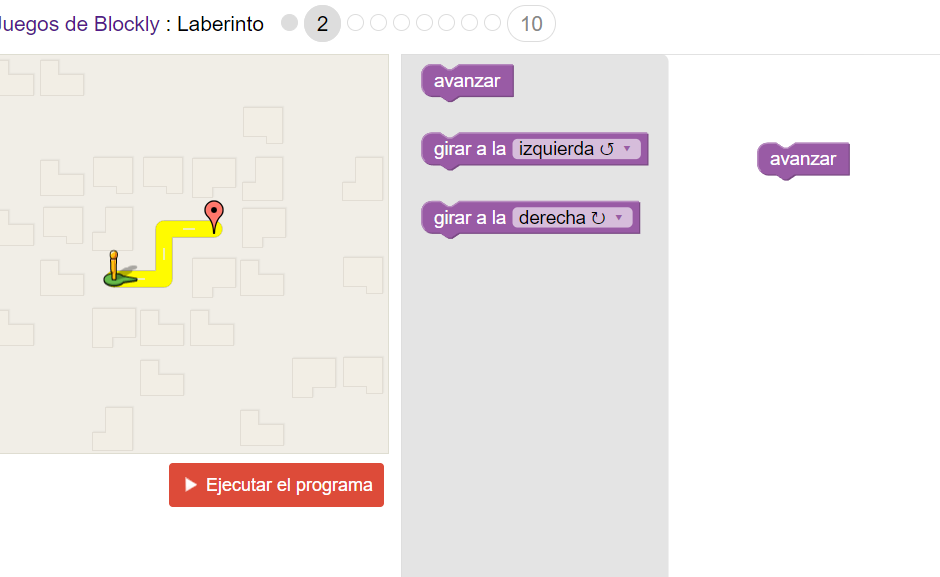 Juegos de Blockly : Laberinto 2 10
avanzar
girar a la izquierda ↺ ▼
girar a la derecha ↻ ▼
avanzar
Ejecutar el programa